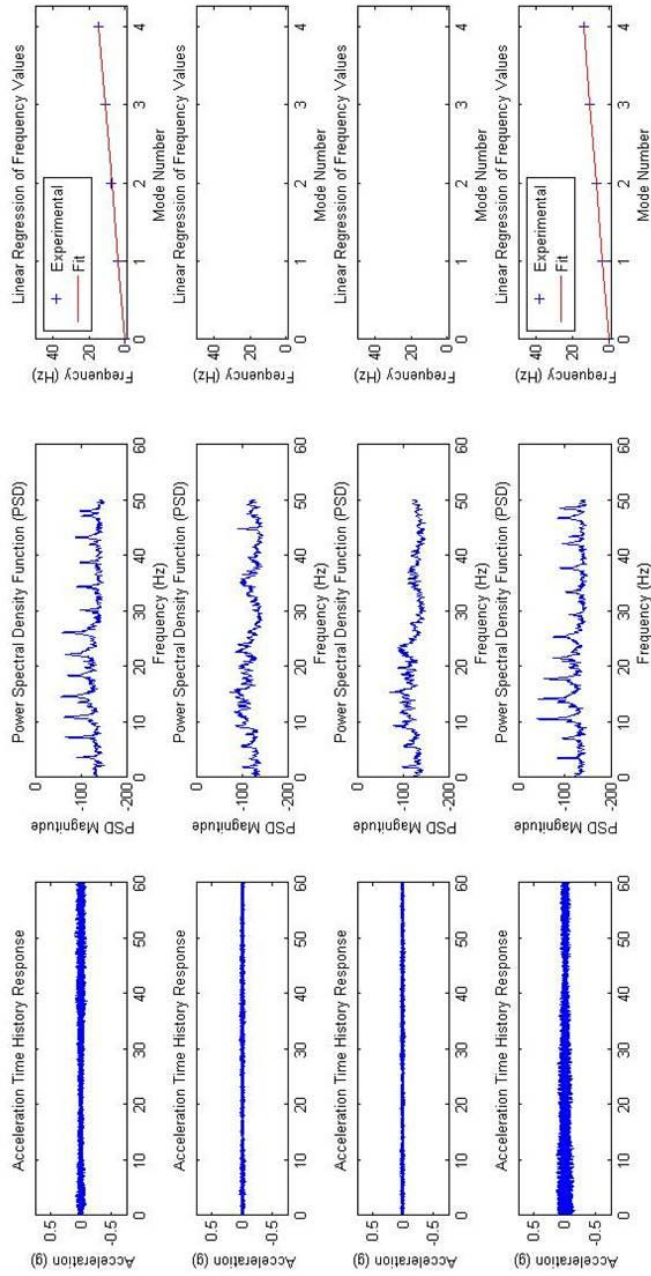 Acceleration Time History Response
Acceleration (g)
0.5
0
-0.5
0 10 20 30 40 50 60
Power Spectral Density Function (PSD)
PSD Magnitude
0
-100
-200
0 10 20 30 40 50 60
Frequency (Hz)
Linear Regression of Frequency Values
Frequency (Hz)
40
20
0
Experimental
Fit
0 1 2 3 4
Mode Number
Acceleration Time History Response
Acceleration (g)
0.5
0
-0.5
0 10 20 30 40 50 60
Power Spectral Density Function (PSD)
PSD Magnitude
0
-100
-200
0 10 20 30 40 50 60
Frequency (Hz)
Linear Regression of Frequency Values
Frequency (Hz)
40
20
0
0 1 2 3 4
Mode Number
Acceleration Time History Response
Acceleration (g)
0.5
0
-0.5
0 10 20 30 40 50 60
Power Spectral Density Function (PSD)
PSD Magnitude
0
-100
-200
0 10 20 30 40 50 60
Frequency (Hz)
Linear Regression of Frequency Values
Frequency (Hz)
40
20
0
0 1 2 3 4
Mode Number
Acceleration Time History Response
Acceleration (g)
0.5
0
-0.5
0 10 20 30 40 50 60
Power Spectral Density Function (PSD)
PSD Magnitude
0
-100
-200
0 10 20 30 40 50 60
Linear Regression of Frequency Values
Frequency (Hz)
40
20
0
Experimental
Fit
0 1 2 3 4